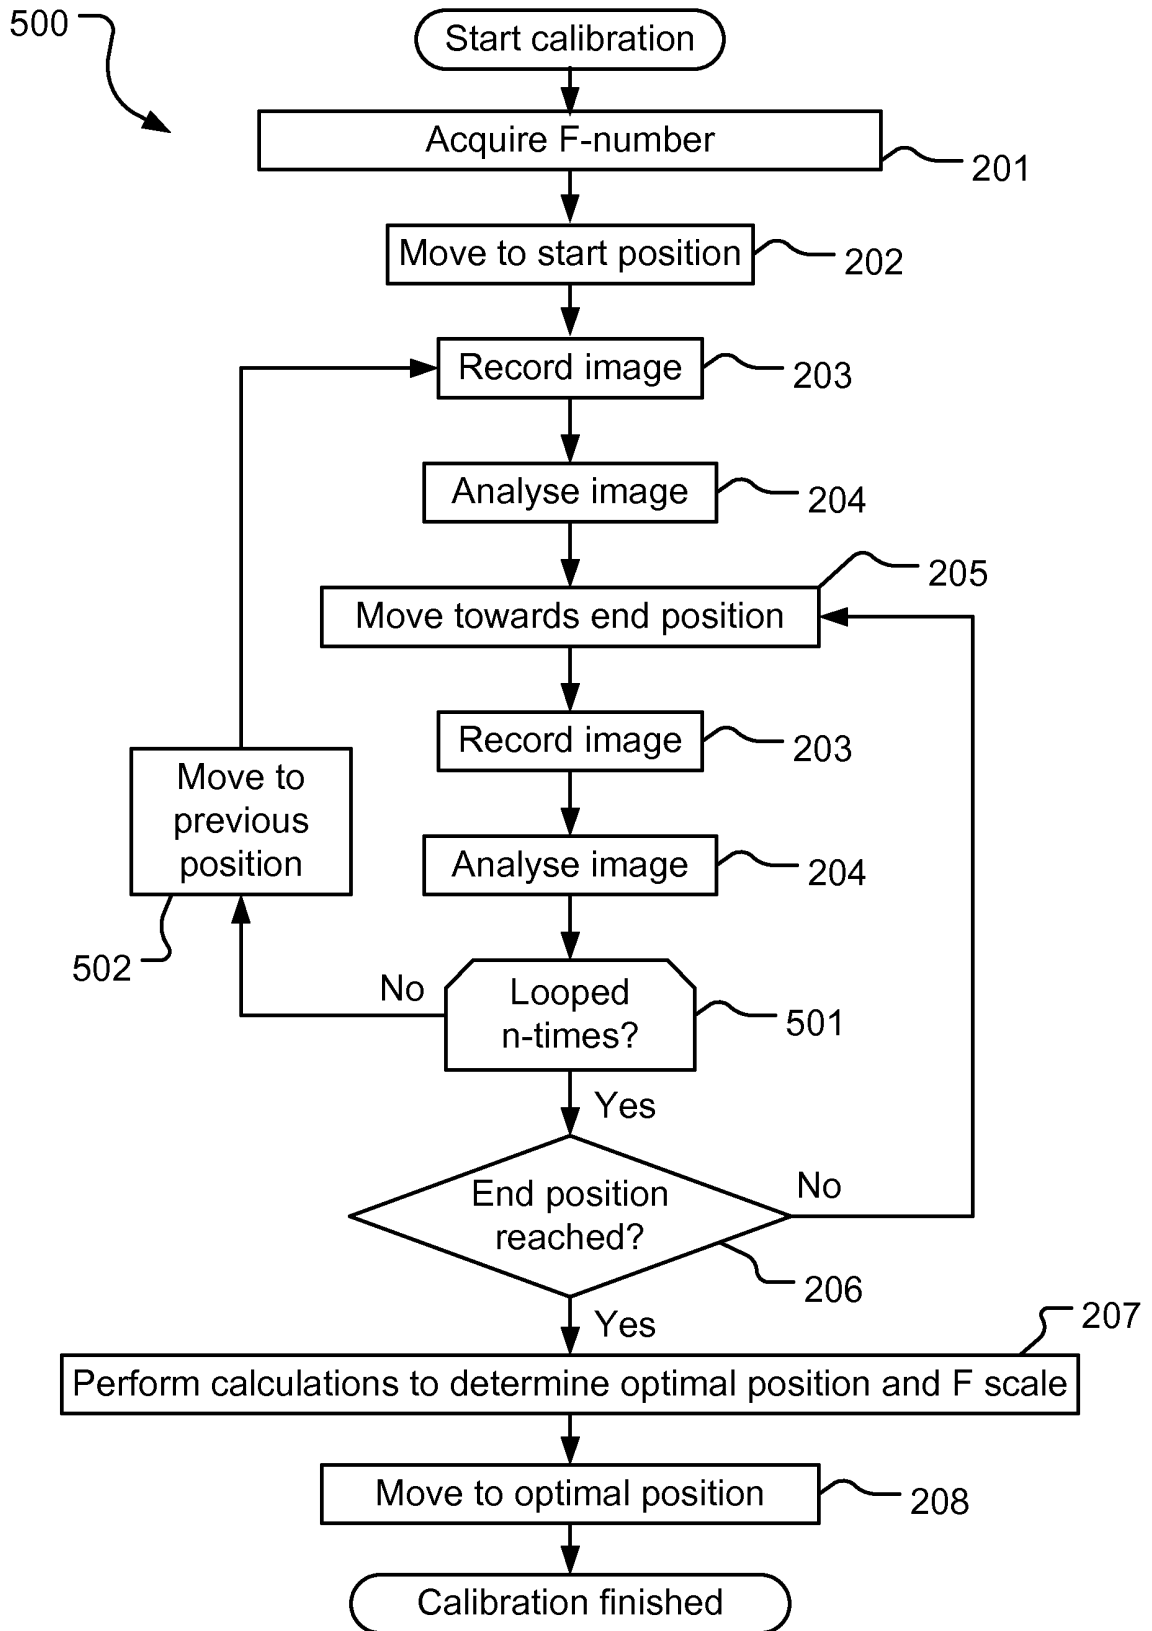 500
Start calibration
Acquire F-number
201
Move to start position
202
Record image
203
Analyse image
204
205
Move towards end position
Record image
203
Move to
previous
position
Analyse image
204
502
No
Looped
n-times?
501
Yes
End position
reached?
No
206
Yes
207
Perform calculations to determine optimal position and F scale
Move to optimal position
208
Calibration finished